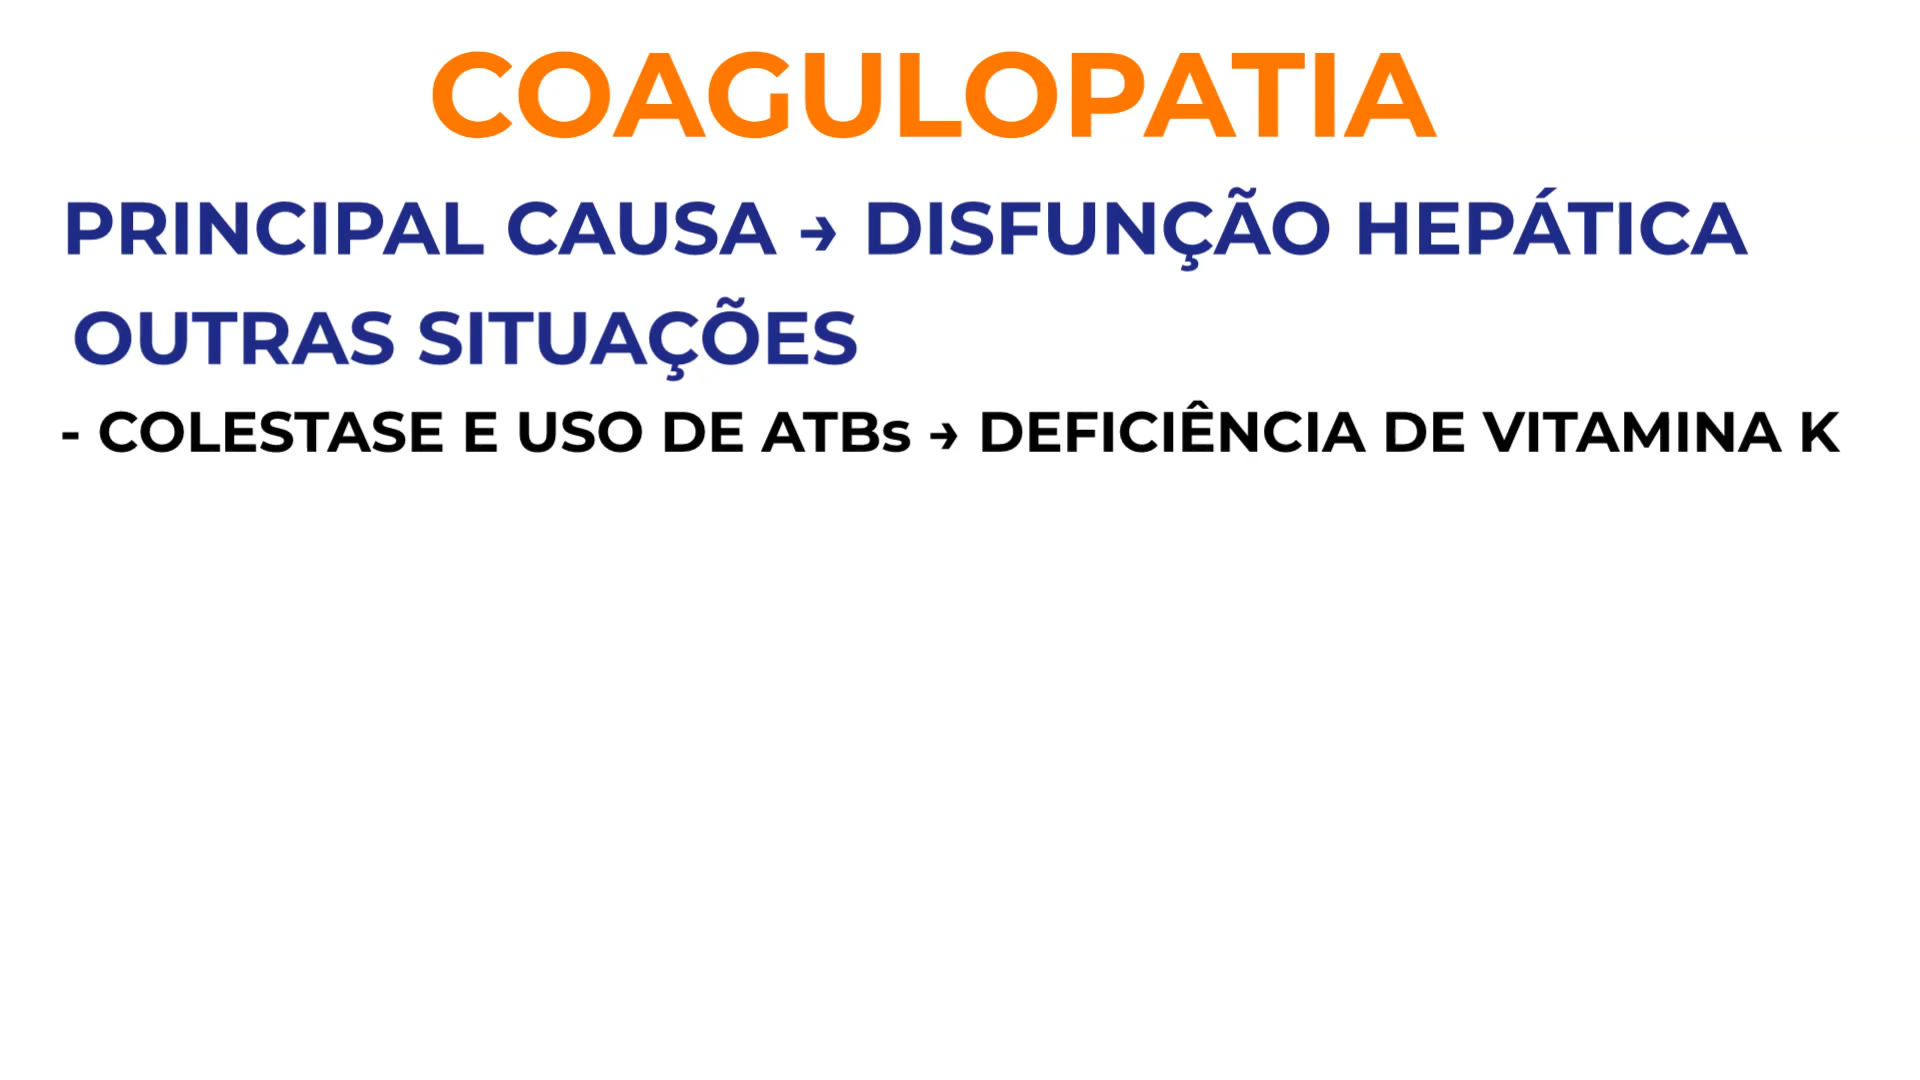 COAGULOPATIA
PRINCIPAL CAUSA → DISFUNÇÃO HEPÁTICA
OUTRAS SITUAÇÕES
- COLESTASE E USO DE ATBs → DEFICIÊNCIA DE VITAMINA K